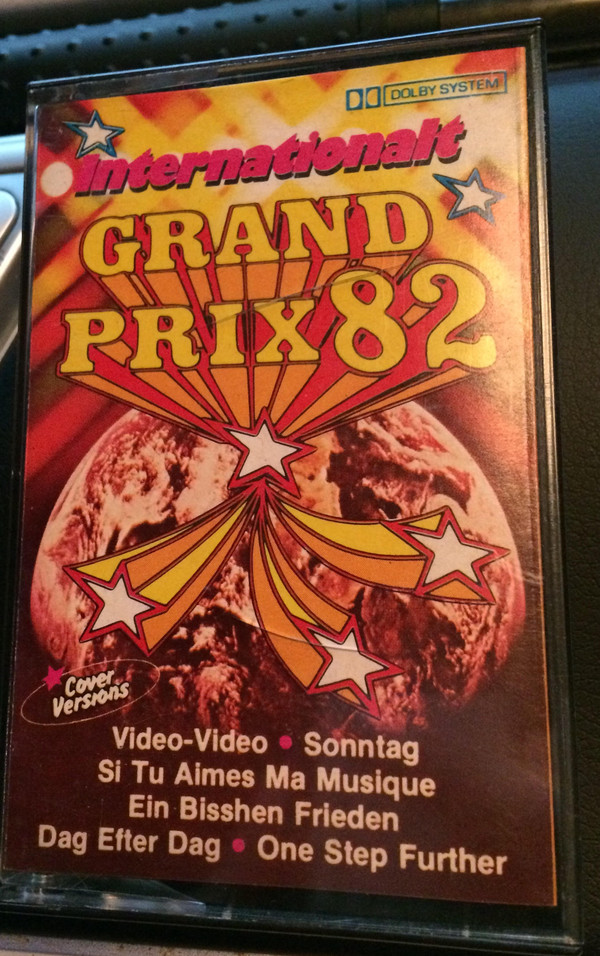 DOLBY SYSTEM
Internationalt
GRAND
PRIX 82
Cover
Versions
Video-Video • Sonntag
Si Tu Aimes Ma Musique
Ein Bisshen Frieden
Dag Efter Dag • One Step Further